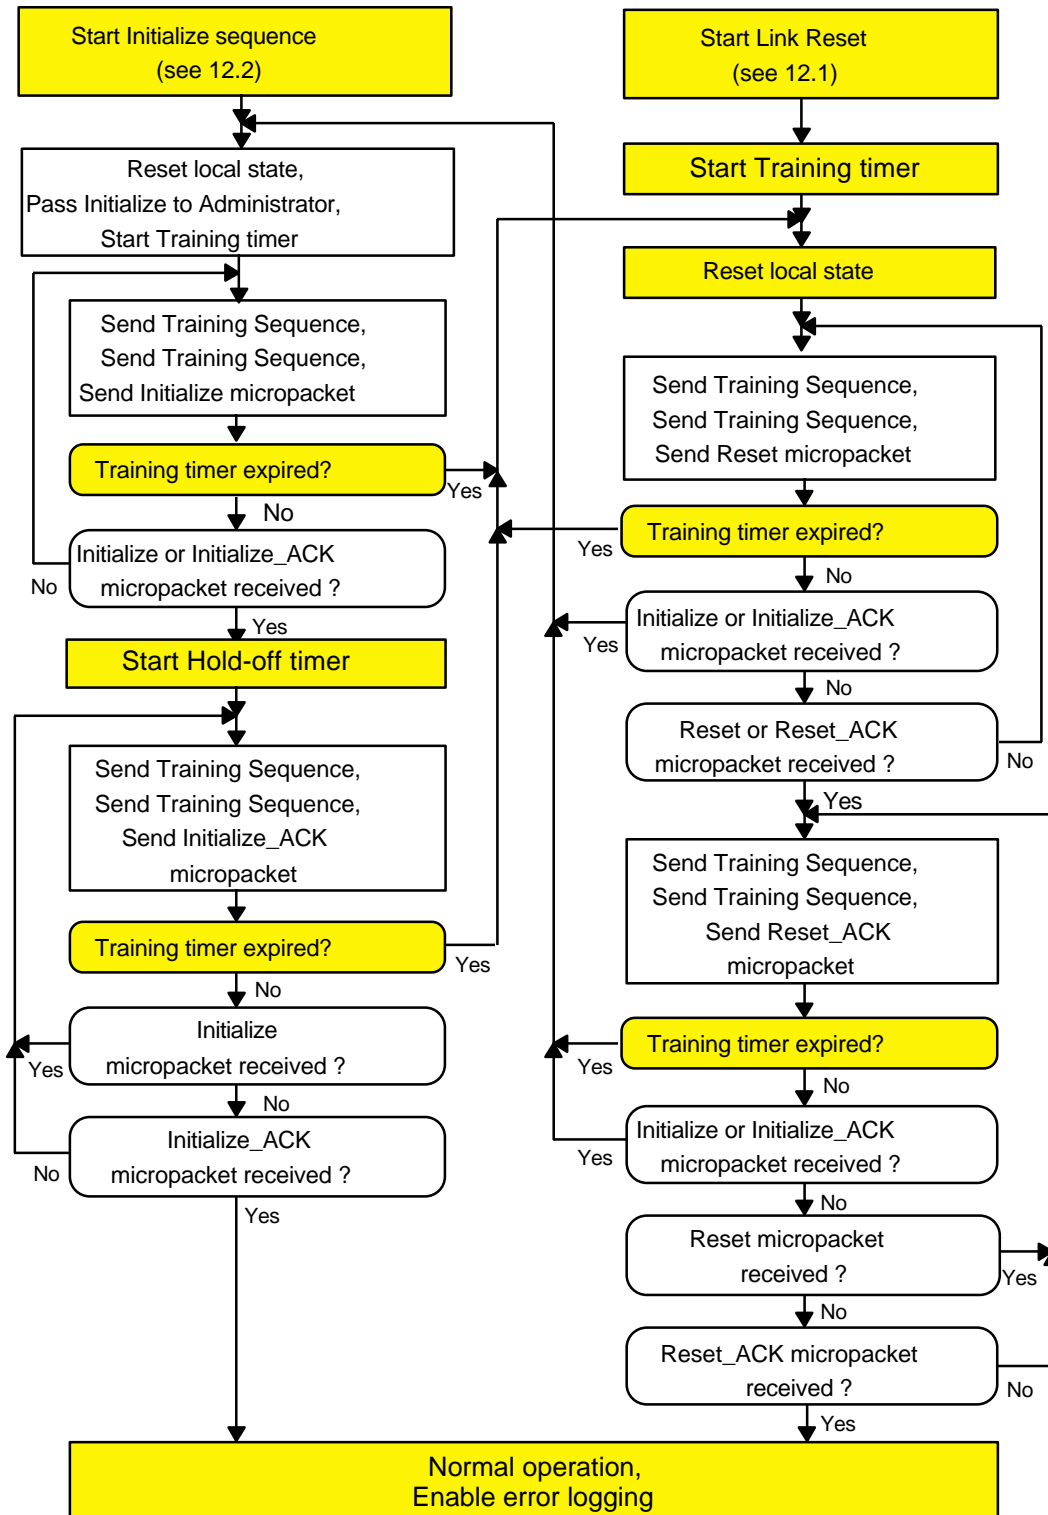 Start Initialize sequence
(see 12.2)
Reset local state,
Pass Initialize to Administrator,
Start Training timer
Send Training Sequence,
Send Training Sequence,
Send Initialize micropacket
Training timer expired?
Yes
No
Initialize or Initialize_ACK
micropacket received ?
No
Yes
Start Hold-off timer
Send Training Sequence,
Send Training Sequence,
Send Initialize_ACK
micropacket
Training timer expired?
Yes
No
Initialize
micropacket received ?
Yes
No
Initialize_ACK
micropacket received ?
No
Yes
Start Link Reset
(see 12.1)
Start Training timer
Reset local state
Send Training Sequence,
Send Training Sequence,
Send Reset micropacket
Training timer expired?
Yes
No
Initialize or Initialize_ACK
micropacket received ?
Yes
No
Reset or Reset_ACK
micropacket received ?
No
Yes
Send Training Sequence,
Send Training Sequence,
Send Reset_ACK
micropacket
Training timer expired?
Yes
No
Initialize or Initialize_ACK
micropacket received ?
Yes
No
Reset micropacket
received ?
Yes
No
Reset_ACK micropacket
received ?
No
Yes
Normal operation,
Enable error logging